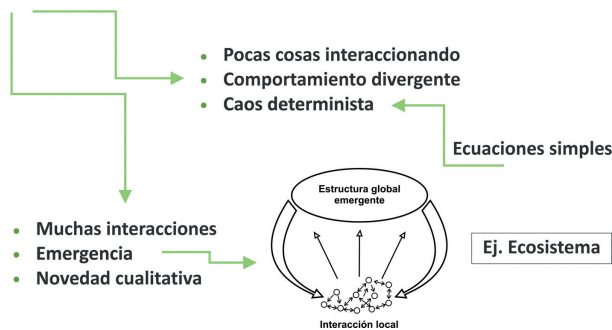 Pocas cosas interaccionando
Comportamiento divergente
Caos determinista
Ecuaciones simples
Estructura global
emergente
Muchas interacciones
Emergencia
Novedad cualitativa
Ej. Ecosistema
Interacción local